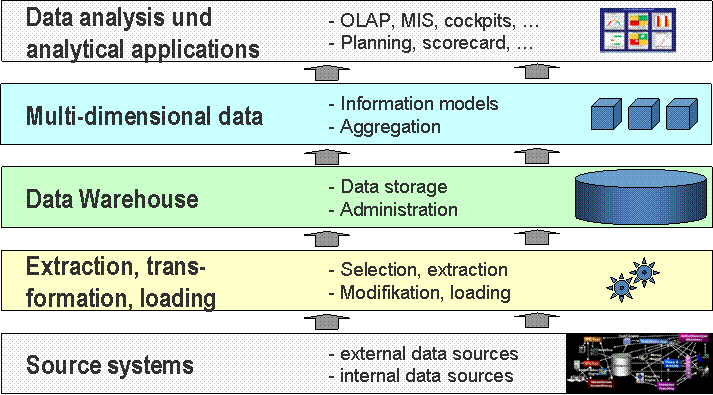 Data analysis und
analytical applications
- OLAP, MIS, cockpits, …
- Planning, scorecard, …
Multi-dimensional data
- Information models
- Aggregation
Data Warehouse
- Data storage
- Administration
Extraction, trans-
formation, loading
- Selection, extraction
- Modifikation, loading
Source systems
- external data sources
- internal data sources